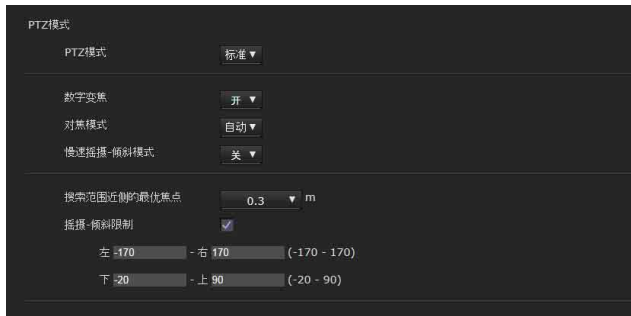 PTZ模式
PTZ模式 标准
数字变焦 开
对焦模式 自动
慢速摇摄-倾斜模式 关
搜索范围近侧的最优焦点 0.3 m
摇摄-倾斜限制
左 -170 - 右 170 (-170 - 170)
下 -20 - 上 90 (-20 - 90)